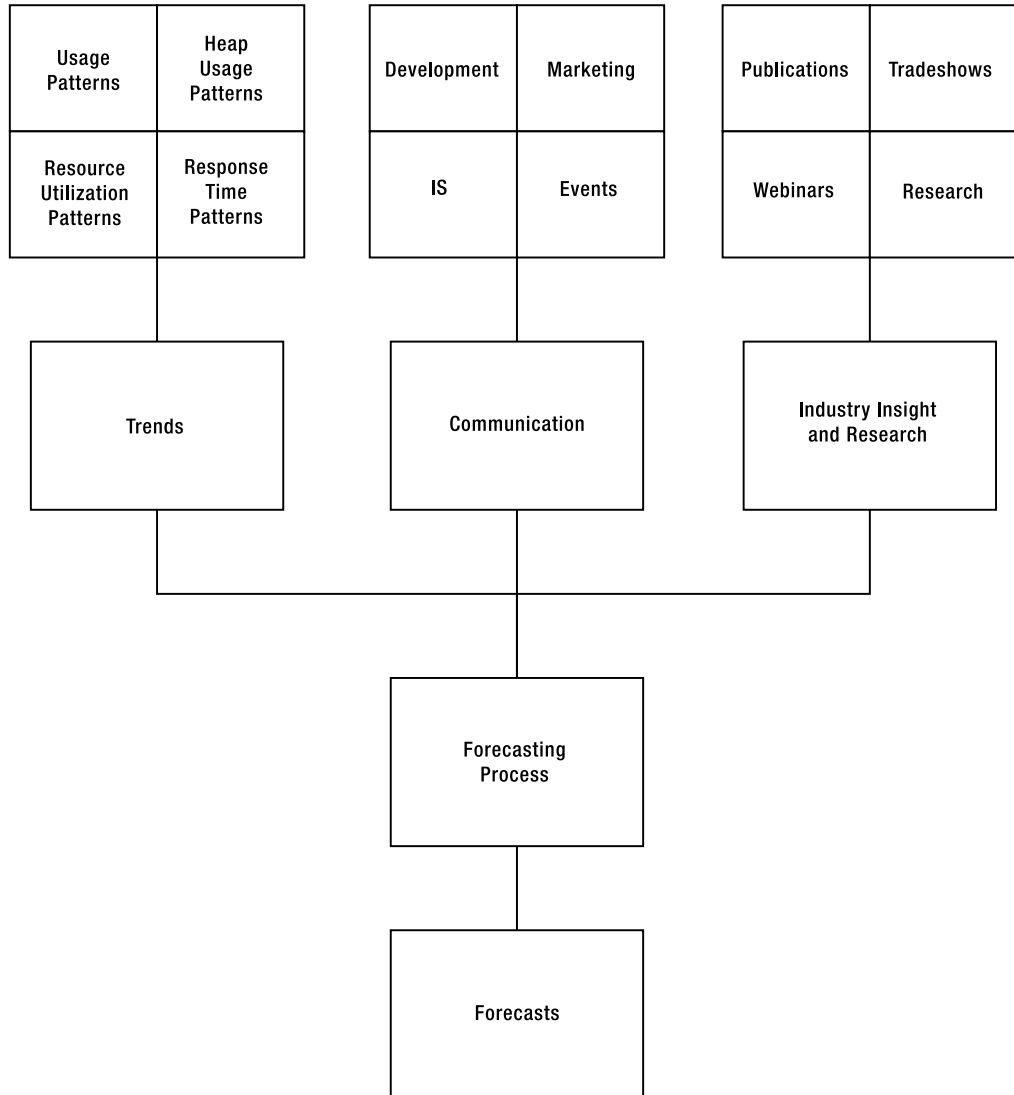 Usage
Patterns
Heap
Usage
Patterns
Resource
Utilization
Patterns
Response
Time
Patterns
Development
Marketing
IS
Events
Publications
Tradeshows
Webinars
Research
Trends
Communication
Industry Insight
and Research
Forecasting
Process
Forecasts